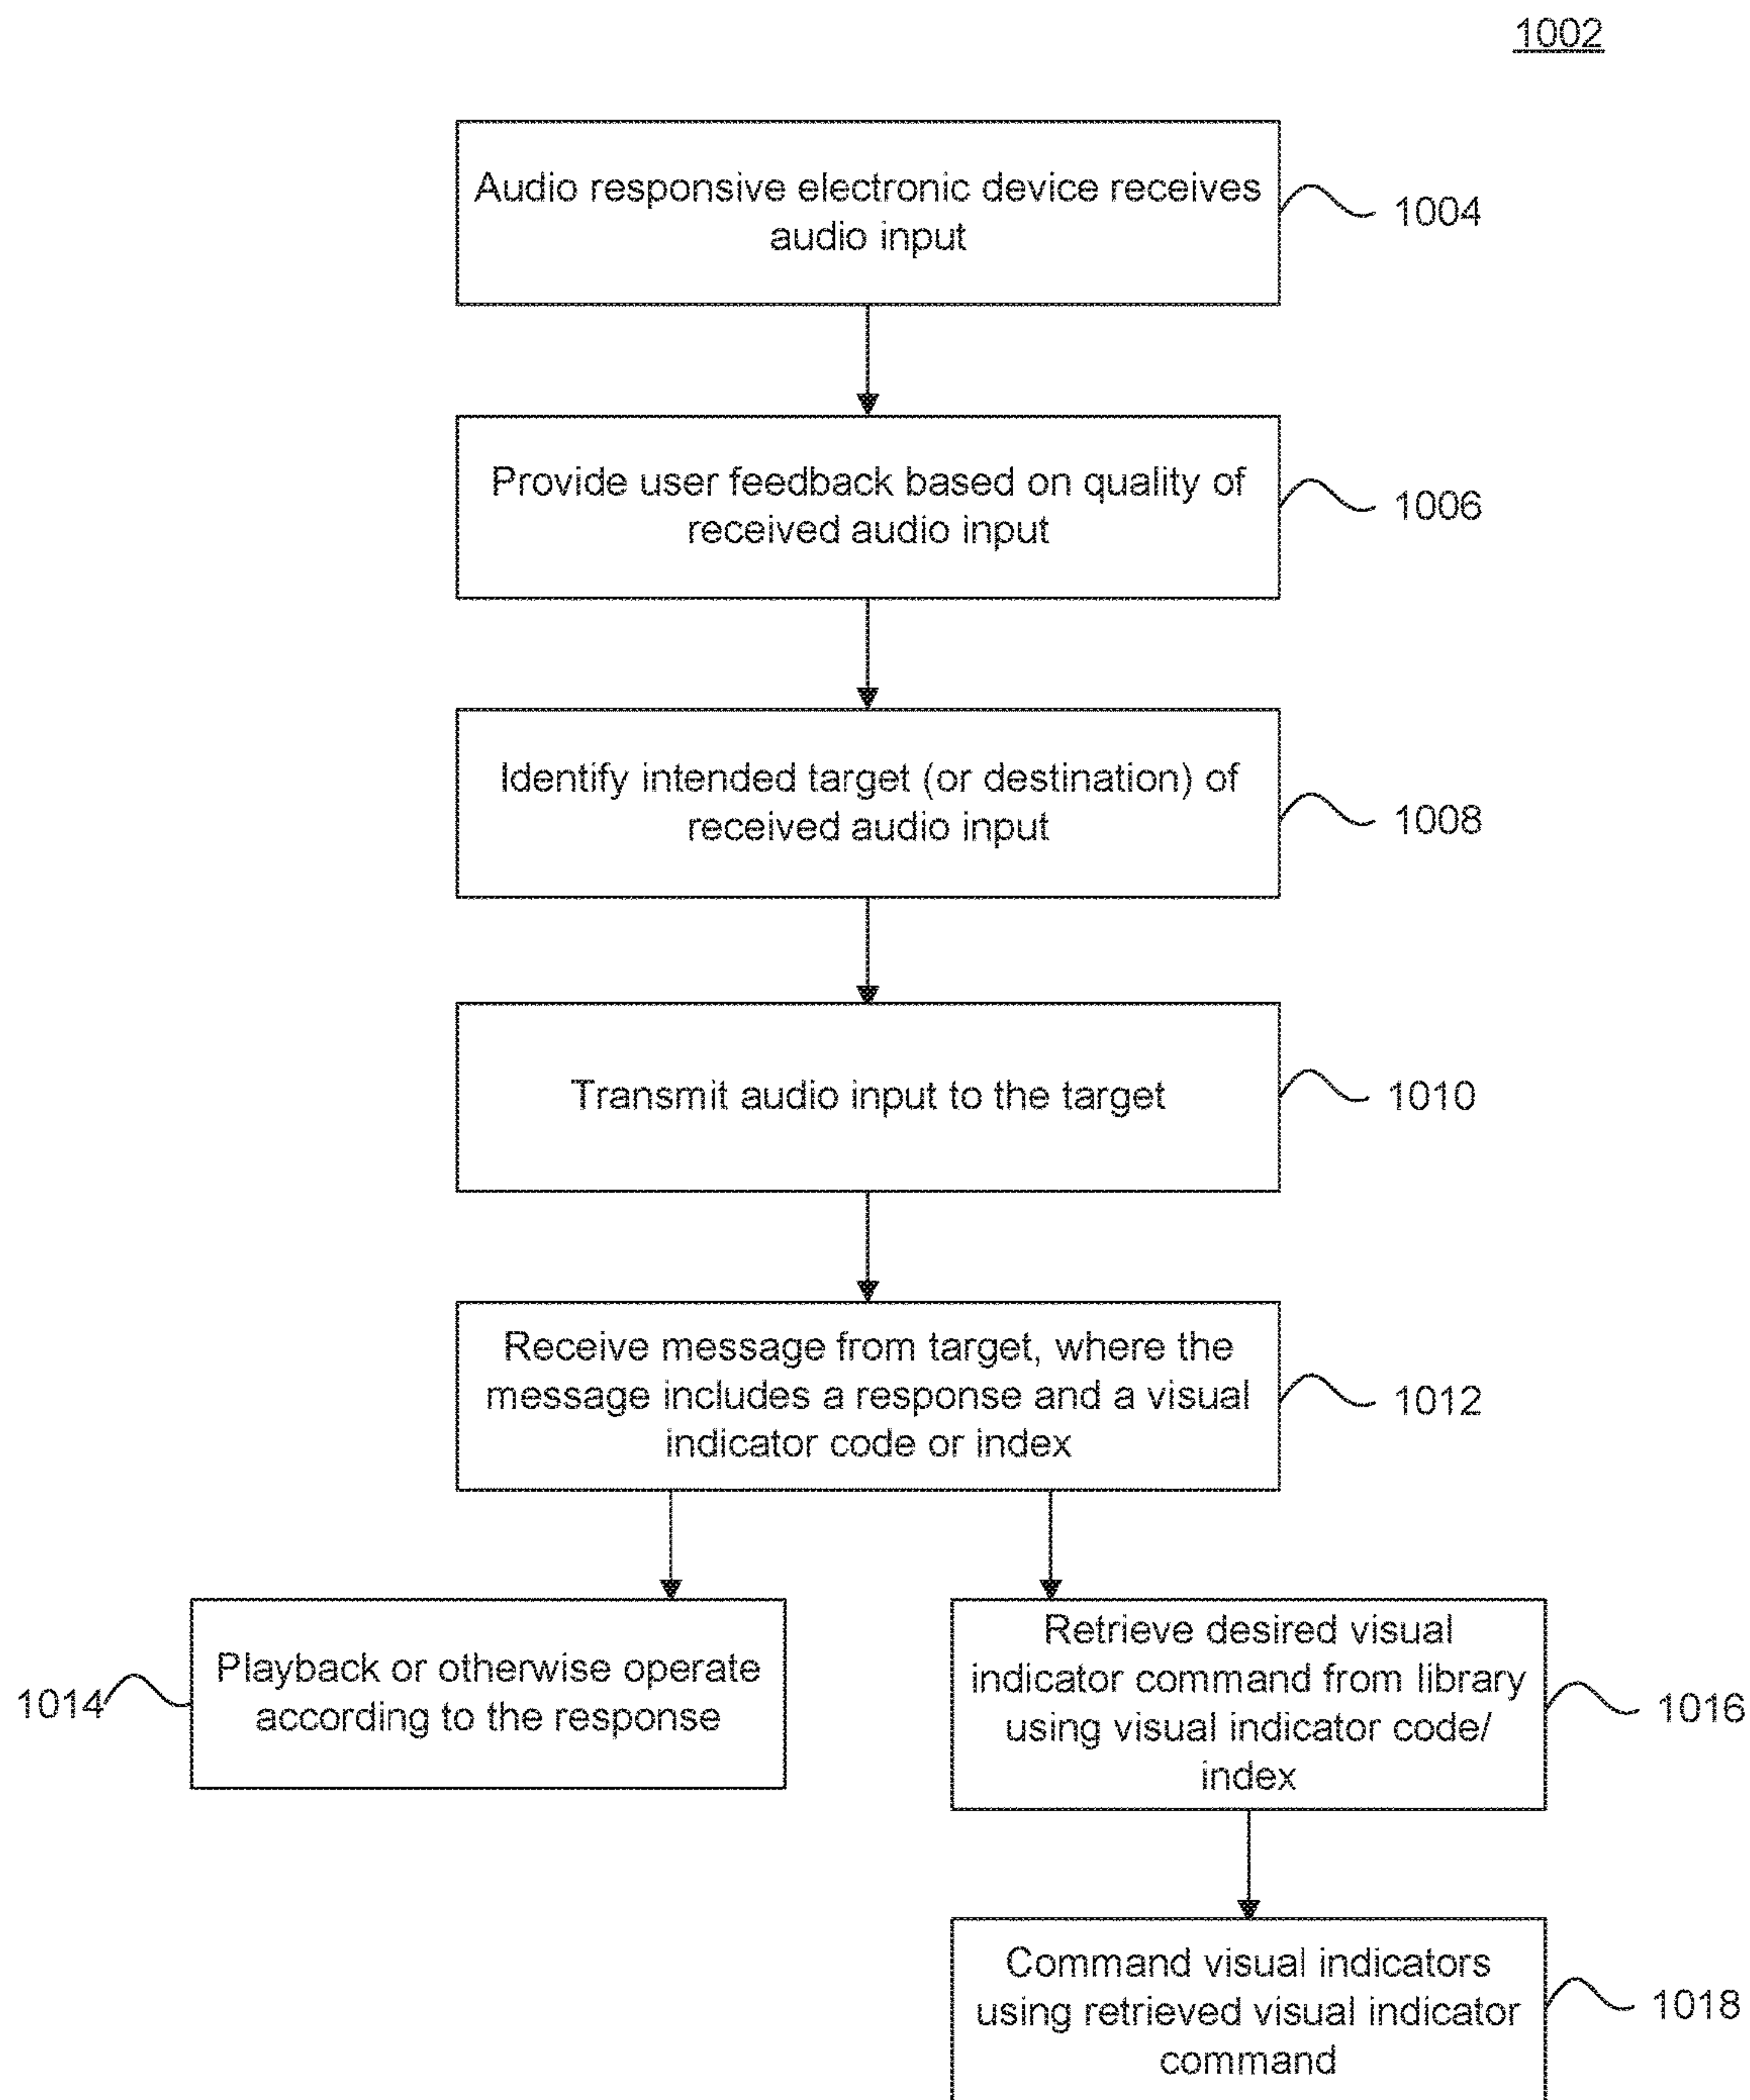 1002
Audio responsive electronic device receives
audio input
1004
Provide user feedback based on quality of
received audio input
1006
Identify intended target (or destination) of
received audio input
1008
Transmit audio input to the target
1010
Receive message from target, where the
message includes a response and a visual
indicator code or index
1012
Playback or otherwise operate
according to the response
1014
Retrieve desired visual
indicator command from library
using visual indicator code/
index
1016
Command visual indicators
using retrieved visual indicator
command
1018